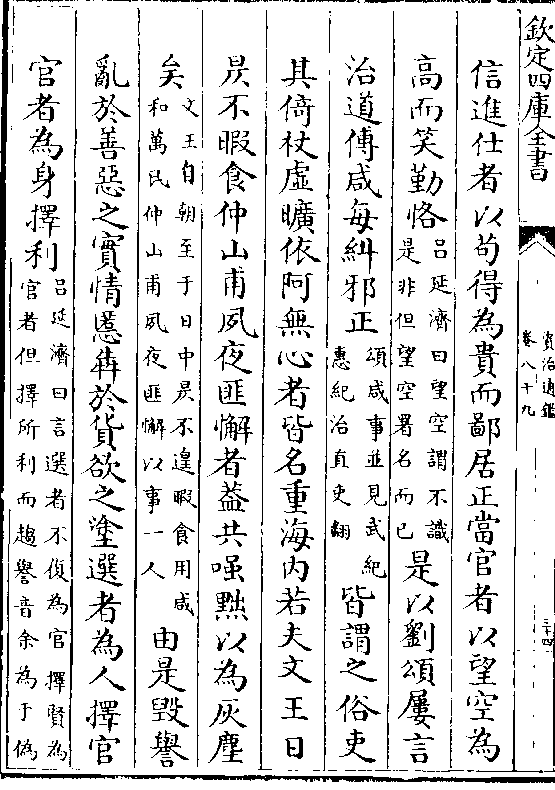 欽定四庫全書
資治通鑑
卷八十九
二十四
信進仕者以苟得為貴而鄙居正當官者以望空為
高而笑勤恪
呂延濟曰望空謂不識
是非但望空署名而已
是以劉頌屢言
治道傅咸每糾邪正
頌咸事並見武紀
惠紀治直吏翻
皆謂之俗吏
其倚杖虛曠依阿無心者皆名重海内若夫文王日
昃不暇食仲山甫夙夜匪懈者葢共嗤黜以為灰塵
矣
文王自朝至于日中昃不遑暇食用咸
和萬民仲山甫夙夜匪懈以事一人
由是毀譽
亂於善惡之實情慝犇於貨欲之塗選者為人擇官
官者為身擇利
呂延濟曰言選者不復為官擇賢為
官者但擇所利而趨譽音余為于偽